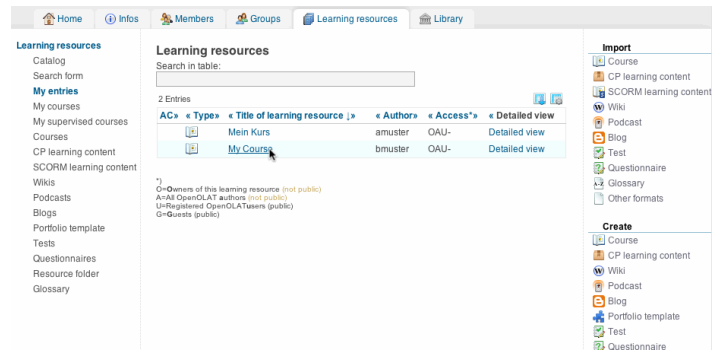 Home Infos Members Groups Learning resources Library
Learning resources
Catalog
Search form
My entries
My courses
My supervised courses
Courses
CP learning content
SCORM learning content
Wikis
Podcasts
Blogs
Portfolio template
Tests
Questionnaires
Resource folder
Glossary
Learning resources
Search in table:
2 Entries
AC» « Type» « Title of learning resource ↓» « Author» « Access*» « Detailed view
Mein Kurs amuster OAU- Detailed view
My Course bmuster OAU- Detailed view
*)
O=Owners of this learning resource (not public)
A=All OpenOLAT authors (not public)
U=Registered OpenOLATusers (public)
G=Guests (public)
Import
Course
CP learning content
SCORM learning content
Wiki
Podcast
Blog
Test
Questionnaire
Glossary
Other formats
Create
Course
CP learning content
Wiki
Podcast
Blog
Portfolio template
Test
Questionnaire